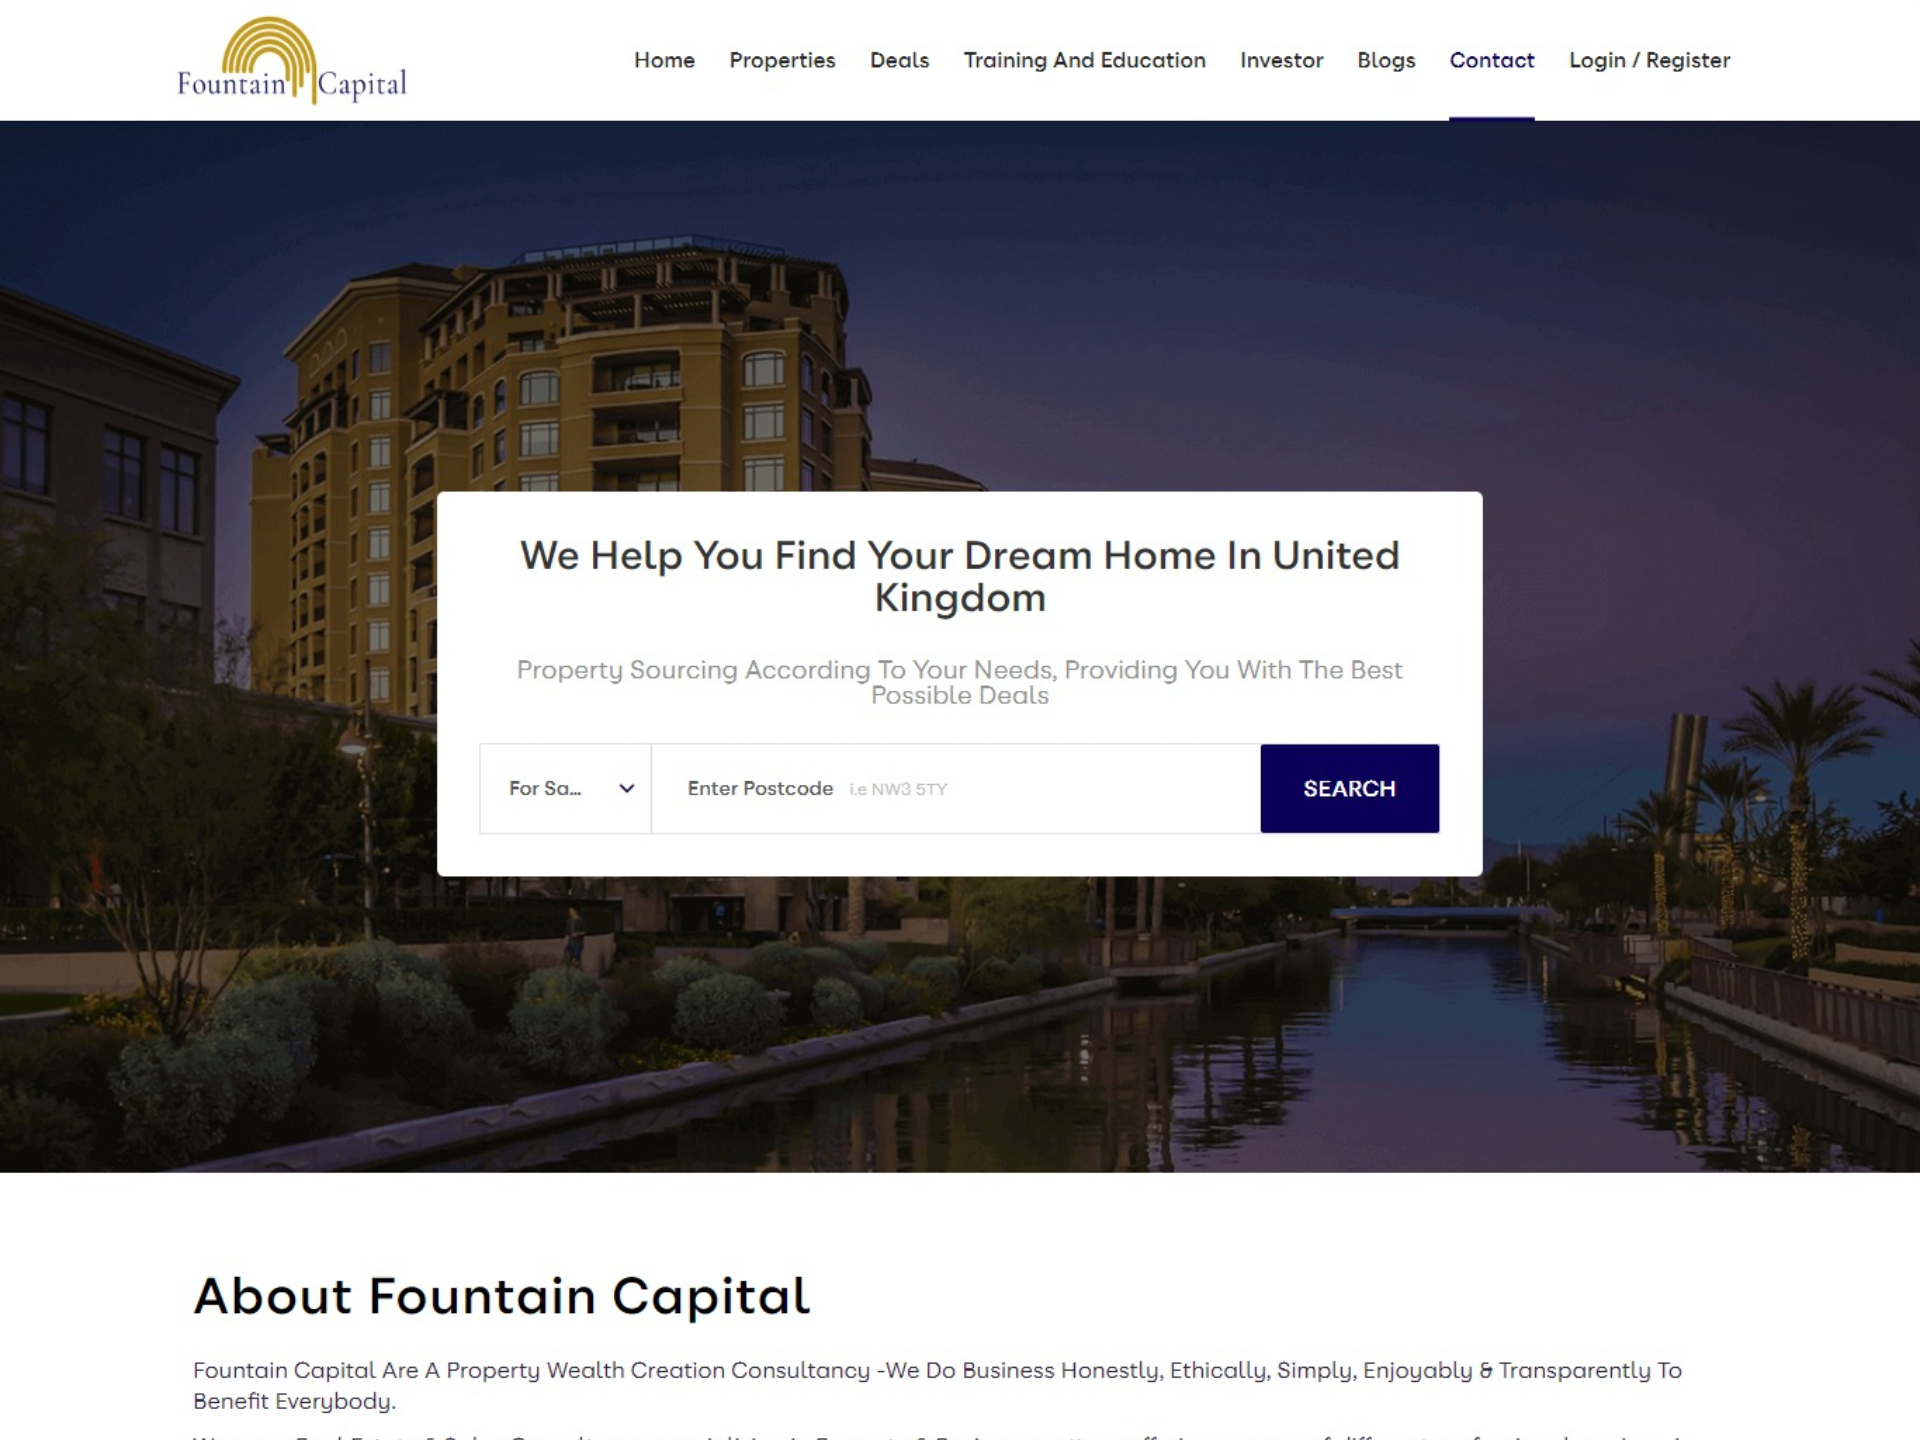 Fountain Capital
Home Properties Deals Training And Education Investor Blogs Contact Login / Register
We Help You Find Your Dream Home In United
Kingdom
Property Sourcing According To Your Needs, Providing You With The Best
Possible Deals
For Sa... Enter Postcode i.e NW3 5TY SEARCH
About Fountain Capital
Fountain Capital Are A Property Wealth Creation Consultancy -We Do Business Honestly, Ethically, Simply, Enjoyably & Transparently To
Benefit Everybody.